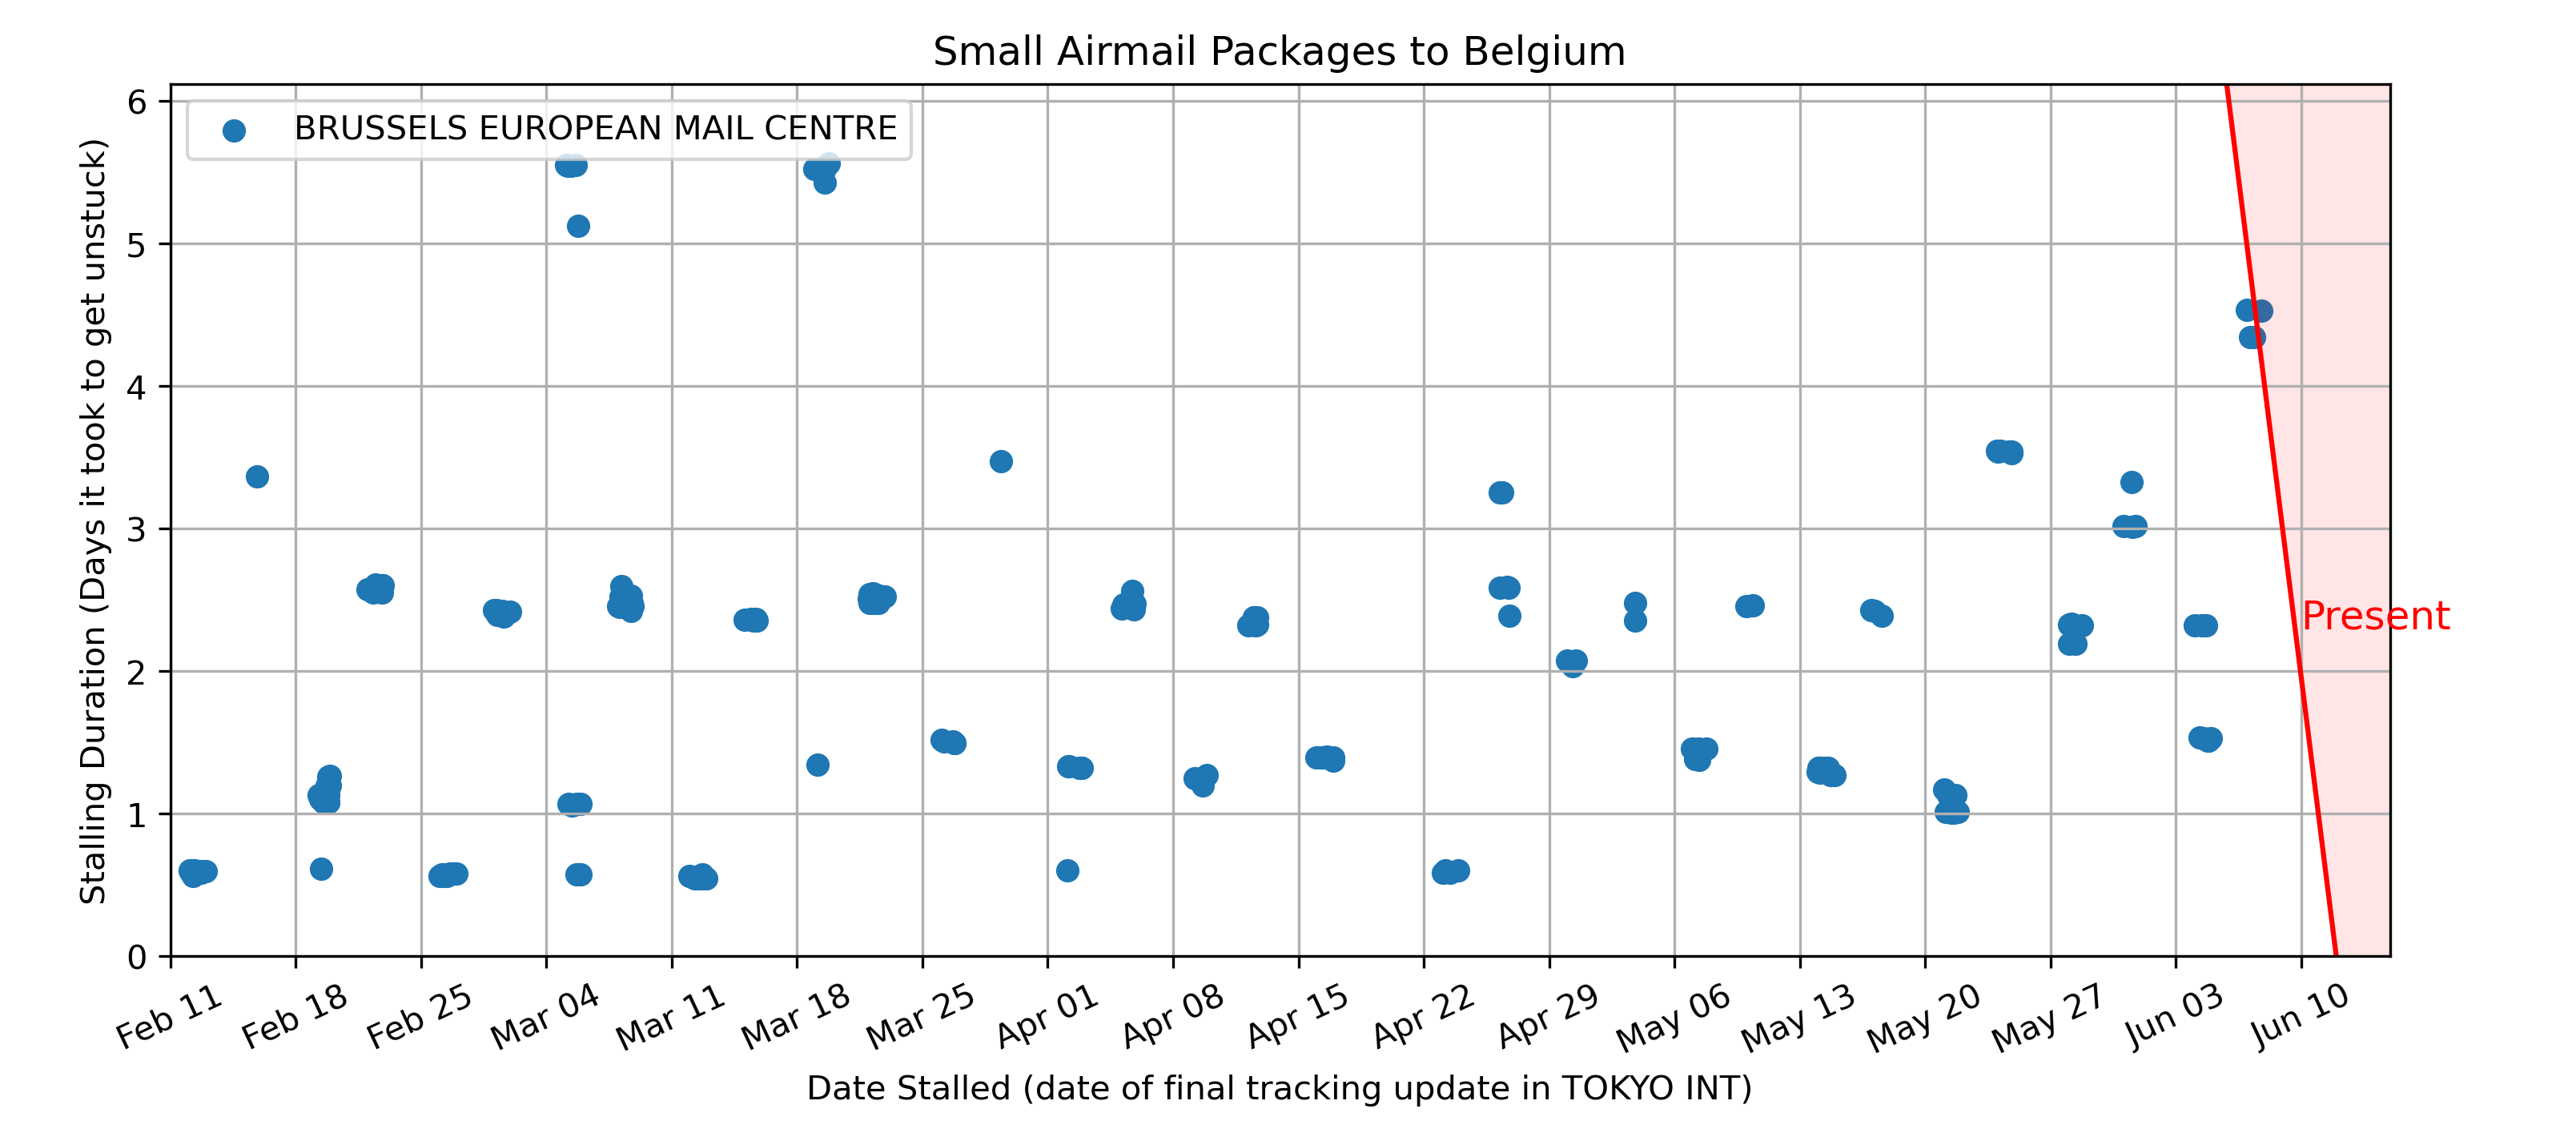 Small Airmail Packages to Belgium
BRUSSELS EUROPEAN MAIL CENTRE
Stalling Duration (Days it took to get unstuck)
6
5
4
3
2
1
0
Present
Feb 11
Feb 18
Feb 25
Mar 04
Mar 11
Mar 18
Mar 25
Apr 01
Apr 08
Apr 15
Apr 22
Apr 29
May 06
May 13
May 20
May 27
Jun 03
Jun 10
Date Stalled (date of final tracking update in TOKYO INT)